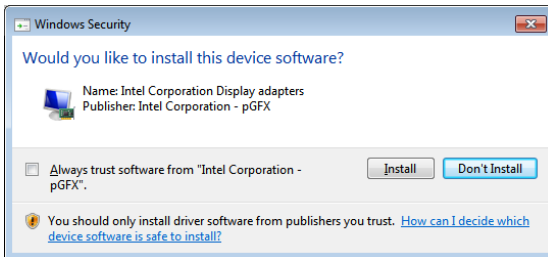 Windows Security
Would you like to install this device software?
Name: Intel Corporation Display adapters
Publisher: Intel Corporation - pGFX
Always trust software from "Intel Corporation -
pGFX".
Install
Don't Install
You should only install driver software from publishers you trust. How can I decide which
device software is safe to install?